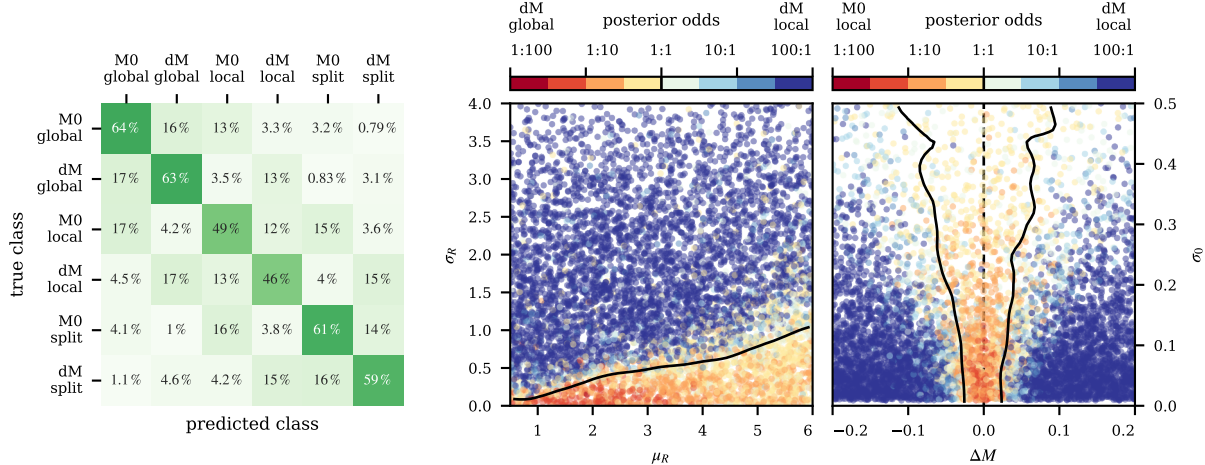 M0 dM M0 dM M0 dM
global global local local split split
M0 global 64 % 16 % 13 % 3.3 % 3.2 % 0.79 %
dM global 17 % 63 % 3.5 % 13 % 0.83 % 3.1 %
M0 local 17 % 4.2 % 49 % 12 % 15 % 3.6 %
dM local 4.5 % 17 % 13 % 46 % 4 % 15 %
M0 split 4.1 % 1 % 16 % 3.8 % 61 % 14 %
dM split 1.1 % 4.6 % 4.2 % 15 % 16 % 59 %
true class
predicted class
dM global posterior odds dM local
1:100 1:10 1:1 10:1 100:1
4.0
3.5
3.0
2.5
2.0
1.5
1.0
0.5
0.0
σ_R
1 2 3 4 5 6
μ_R
M0 local posterior odds dM local
1:100 1:10 1:1 10:1 100:1
0.5
0.4
0.3
0.2
0.1
0.0
σ₀
−0.2 −0.1 0.0 0.1 0.2
ΔM